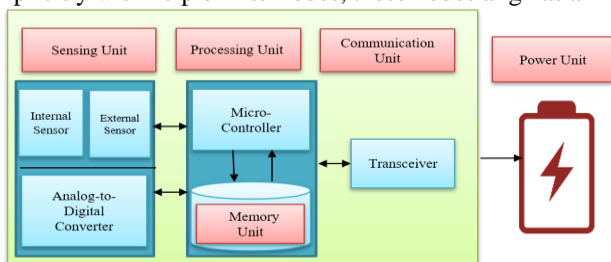 Sensing Unit
Processing Unit
Communication
Unit
Power Unit
Internal
Sensor
External
Sensor
Micro-
Controller
Transceiver
Analog-to-
Digital
Converter
Memory
Unit